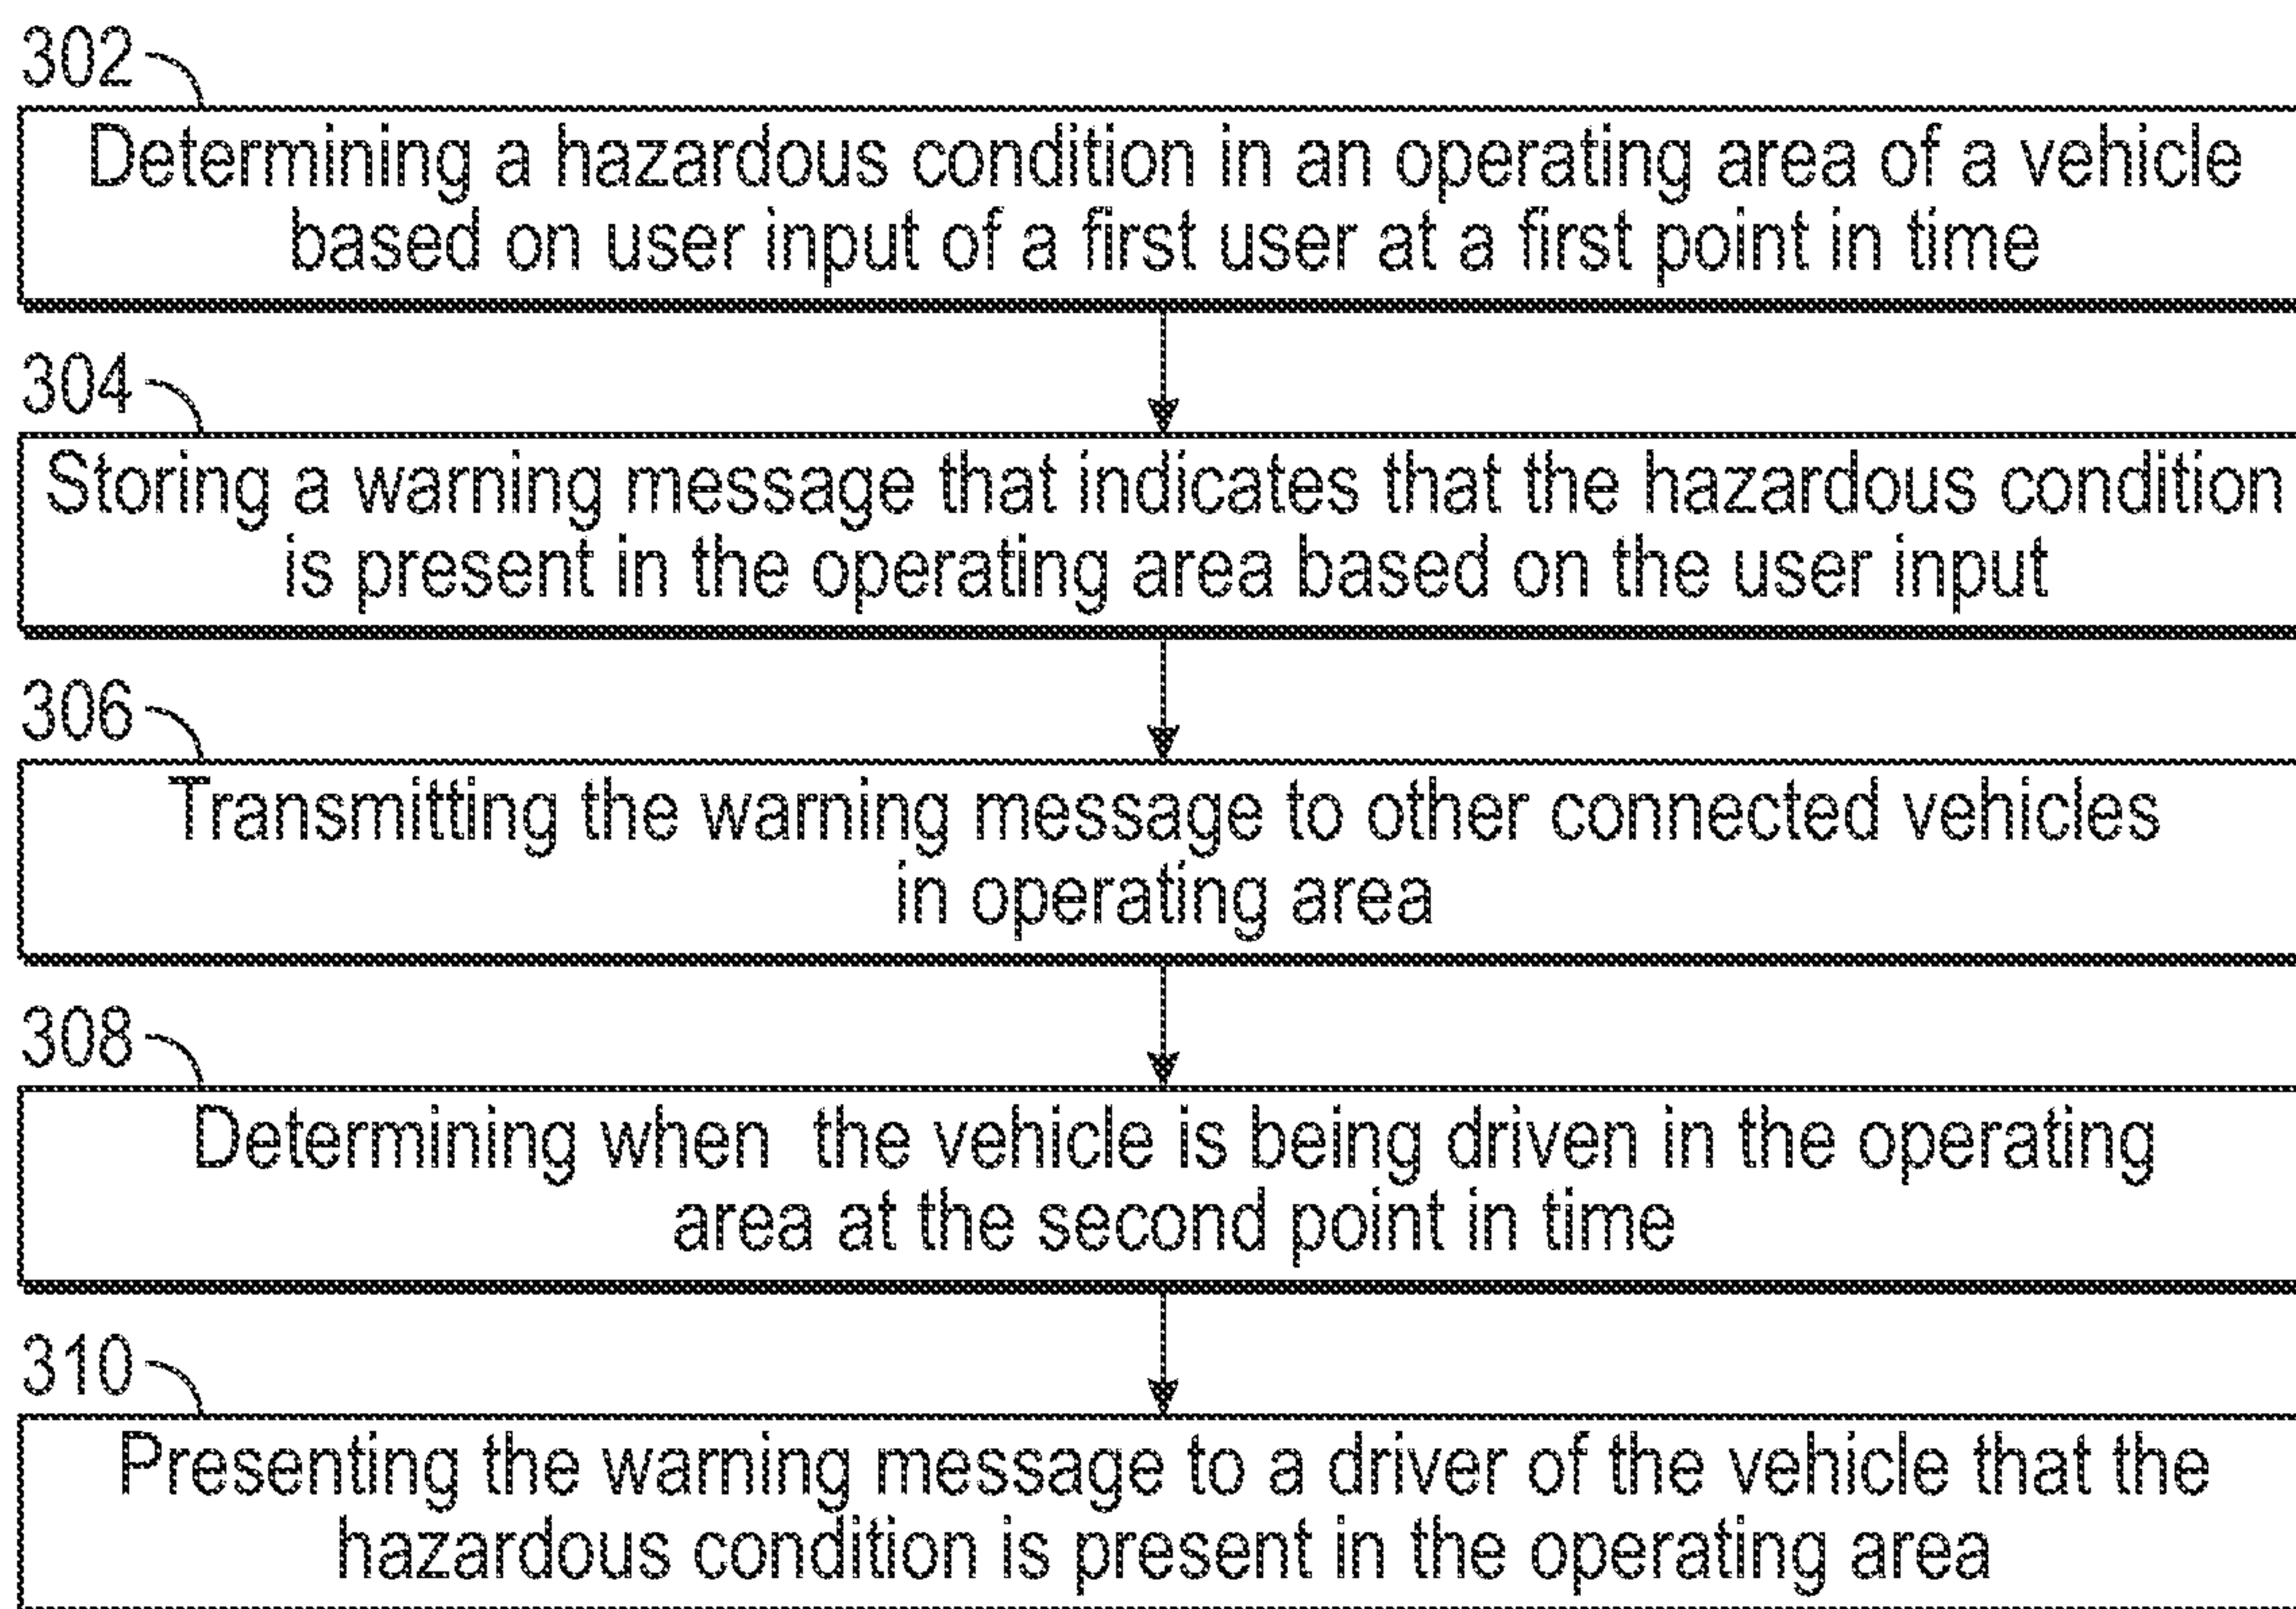 302
Determining a hazardous condition in an operating area of a vehicle
based on user input of a first user at a first point in time
304
Storing a warning message that indicates that the hazardous condition
is present in the operating area based on the user input
306
Transmitting the warning message to other connected vehicles
in operating area
308
Determining when the vehicle is being driven in the operating
area at the second point in time
310
Presenting the warning message to a driver of the vehicle that the
hazardous condition is present in the operating area